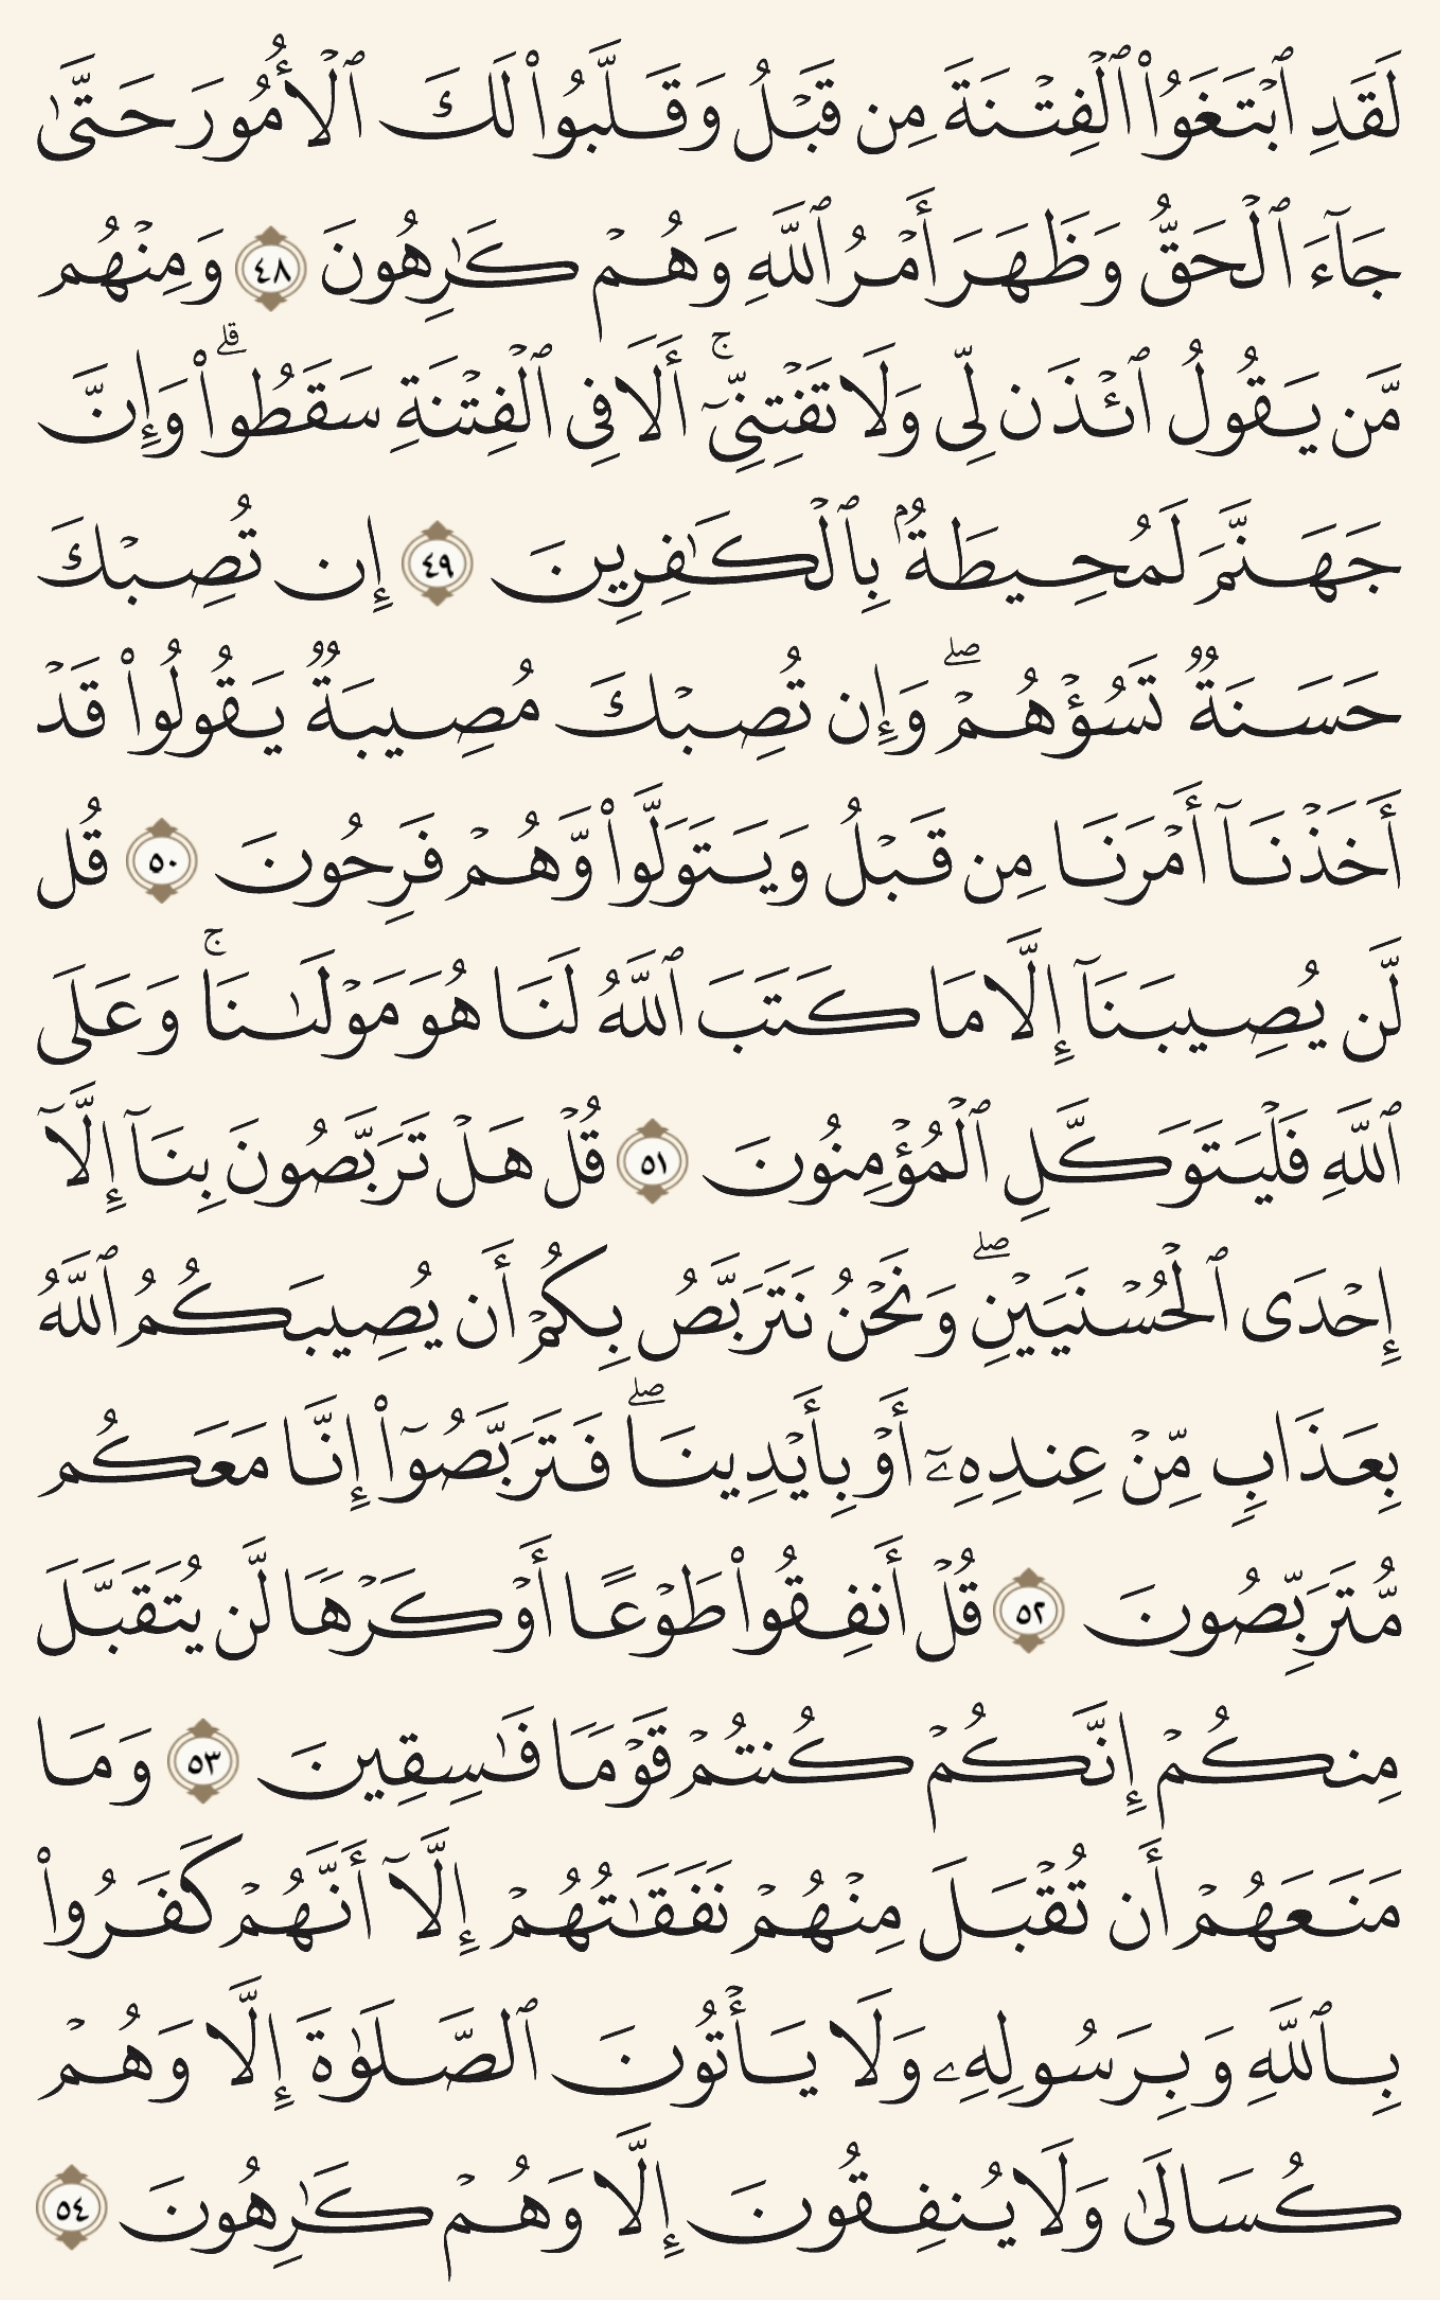 لَقَدِ ٱبۡتَغَوُاْ ٱلۡفِتۡنَةَ مِن قَبۡلُ وَقَلَّبُواْ لَكَ ٱلۡأُمُورَ حَتَّىٰ
جَآءَ ٱلۡحَقُّ وَظَهَرَ أَمۡرُ ٱللَّهِ وَهُمۡ كَٰرِهُونَ ٤٨ وَمِنۡهُم
مَّن يَقُولُ ٱئۡذَن لِّي وَلَا تَفۡتِنِّيٓۚ أَلَا فِي ٱلۡفِتۡنَةِ سَقَطُواْۗ وَإِنَّ
جَهَنَّمَ لَمُحِيطَةُۢ بِٱلۡكَٰفِرِينَ ٤٩ إِن تُصِبۡكَ
حَسَنَةٞ تَسُؤۡهُمۡۖ وَإِن تُصِبۡكَ مُصِيبَةٞ يَقُولُواْ قَدۡ
أَخَذۡنَآ أَمۡرَنَا مِن قَبۡلُ وَيَتَوَلَّواْ وَّهُمۡ فَرِحُونَ ٥٠ قُل
لَّن يُصِيبَنَآ إِلَّا مَا كَتَبَ ٱللَّهُ لَنَا هُوَ مَوۡلَىٰنَاۚ وَعَلَى
ٱللَّهِ فَلۡيَتَوَكَّلِ ٱلۡمُؤۡمِنُونَ ٥١ قُلۡ هَلۡ تَرَبَّصُونَ بِنَآ إِلَّآ
إِحۡدَى ٱلۡحُسۡنَيَيۡنِۖ وَنَحۡنُ نَتَرَبَّصُ بِكُمۡ أَن يُصِيبَكُمُ ٱللَّهُ
بِعَذَابٖ مِّنۡ عِندِهِۦٓ أَوۡ بِأَيۡدِينَاۖ فَتَرَبَّصُوٓاْ إِنَّا مَعَكُم
مُّتَرَبِّصُونَ ٥٢ قُلۡ أَنفِقُواْ طَوۡعًا أَوۡ كَرۡهٗا لَّن يُتَقَبَّلَ
مِنكُمۡ إِنَّكُمۡ كُنتُمۡ قَوۡمٗا فَٰسِقِينَ ٥٣ وَمَا
مَنَعَهُمۡ أَن تُقۡبَلَ مِنۡهُمۡ نَفَقَٰتُهُمۡ إِلَّآ أَنَّهُمۡ كَفَرُواْ
بِٱللَّهِ وَبِرَسُولِهِۦ وَلَا يَأۡتُونَ ٱلصَّلَوٰةَ إِلَّا وَهُمۡ
كُسَالَىٰ وَلَا يُنفِقُونَ إِلَّا وَهُمۡ كَٰرِهُونَ ٥٤